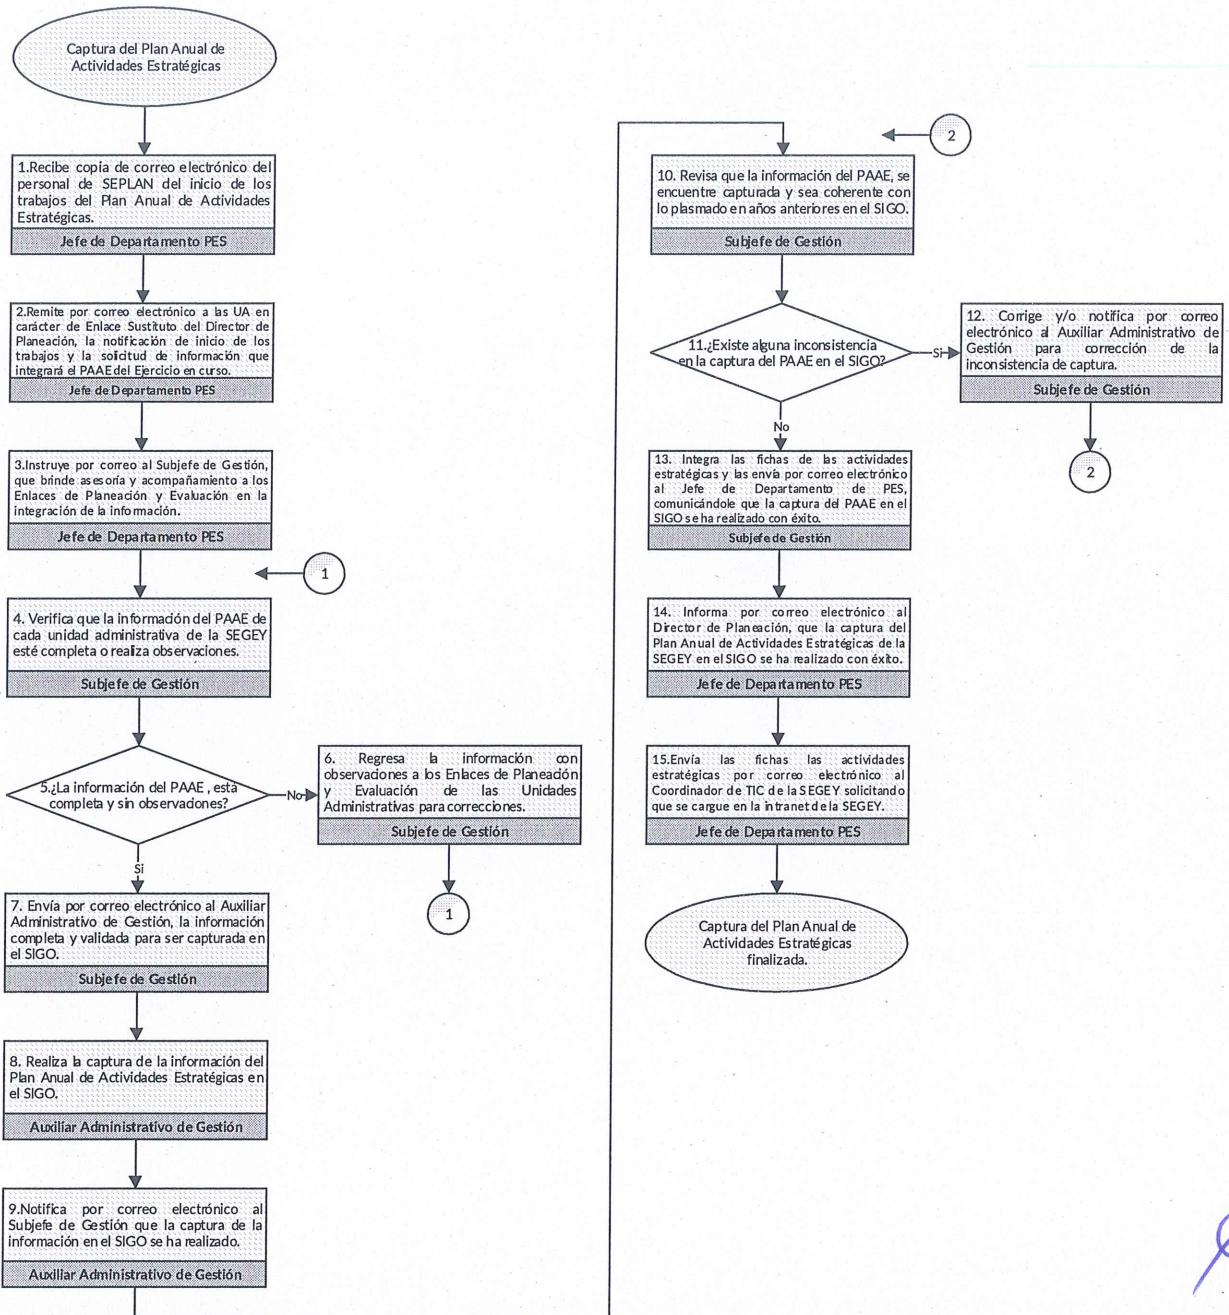 Captura del Plan Anual de
Actividades Estratégicas
1.Recibe copia de correo electrónico del
personal de SEPLAN del inicio de los
trabajos del Plan Anual de Actividades
Estratégicas.
Jefe de Departamento PES
2.Remite por correo electrónico a las UA en
carácter de Enlace Sustituto del Director de
Planeación, la notificación de inicio de los
trabajos y la solicitud de información que
integrará el PAAE del Ejercicio en curso.
Jefe de Departamento PES
3.Instruye por correo al Subjefe de Gestión,
que brinde asesoría y acompañamiento a los
Enlaces de Planeación y Evaluación en la
integración de la información.
Jefe de Departamento PES
1
4. Verifica que la información del PAAE de
cada unidad administrativa de la SEGEY
esté completa o realiza observaciones.
Subjefe de Gestión
5.¿La información del PAAE , está
completa y sin observaciones?
No
6. Regresa la información con
observaciones a los Enlaces de Planeación
y Evaluación de las Unidades
Administrativas para correcciones.
Subjefe de Gestión
1
Si
7. Envía por correo electrónico al Auxiliar
Administrativo de Gestión, la información
completa y validada para ser capturada en
el SIGO.
Subjefe de Gestión
8. Realiza la captura de la información del
Plan Anual de Actividades Estratégicas en
el SIGO.
Auxiliar Administrativo de Gestión
9.Notifica por correo electrónico al
Subjefe de Gestión que la captura de la
información en el SIGO se ha realizado.
Auxiliar Administrativo de Gestión
2
10. Revisa que la información del PAAE, se
encuentre capturada y sea coherente con
lo plasmado en años anteriores en el SIGO.
Subjefe de Gestión
11.¿Existe alguna inconsistencia
en la captura del PAAE en el SIGO?
Si
12. Corrige y/o notifica por correo
electrónico al Auxiliar Administrativo de
Gestión para corrección de la
inconsistencia de captura.
Subjefe de Gestión
2
No
13. Integra las fichas de las actividades
estratégicas y las envía por correo electrónico
al Jefe de Departamento de PES,
comunicándole que la captura del PAAE en el
SIGO se ha realizado con éxito.
Subjefe de Gestión
14. Informa por correo electrónico al
Director de Planeación, que la captura del
Plan Anual de Actividades Estratégicas de la
SEGEY en el SIGO se ha realizado con éxito.
Jefe de Departamento PES
15.Envía las fichas las actividades
estratégicas por correo electrónico al
Coordinador de TIC de la SEGEY solicitando
que se cargue en la intranet de la SEGEY.
Jefe de Departamento PES
Captura del Plan Anual de
Actividades Estratégicas
finalizada.